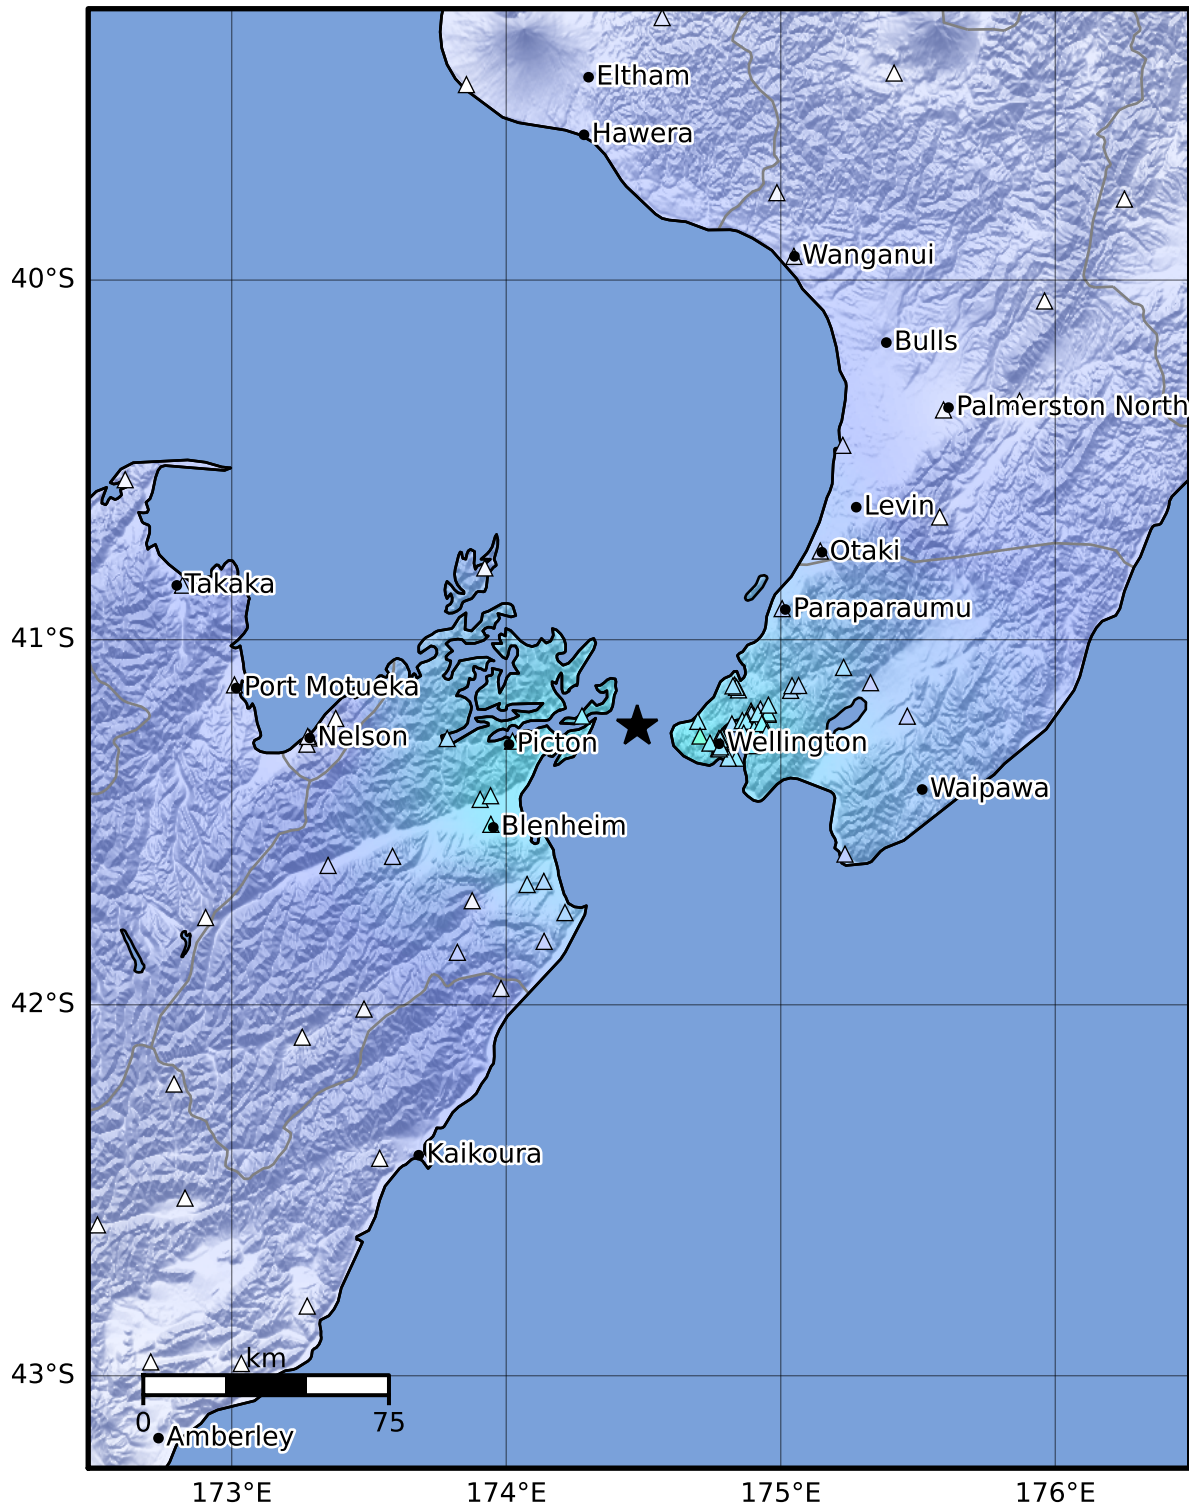 Eltham
Hawera
Wanganui
40°S
Bulls
Palmerston North
Levin
Otaki
Takaka
Paraparaumu
41°S
Port Motueka
Nelson
Picton
Wellington
Waipawa
Blenheim
42°S
Kaikoura
km
43°S
0 75
Amberley
173°E 174°E 175°E 176°E